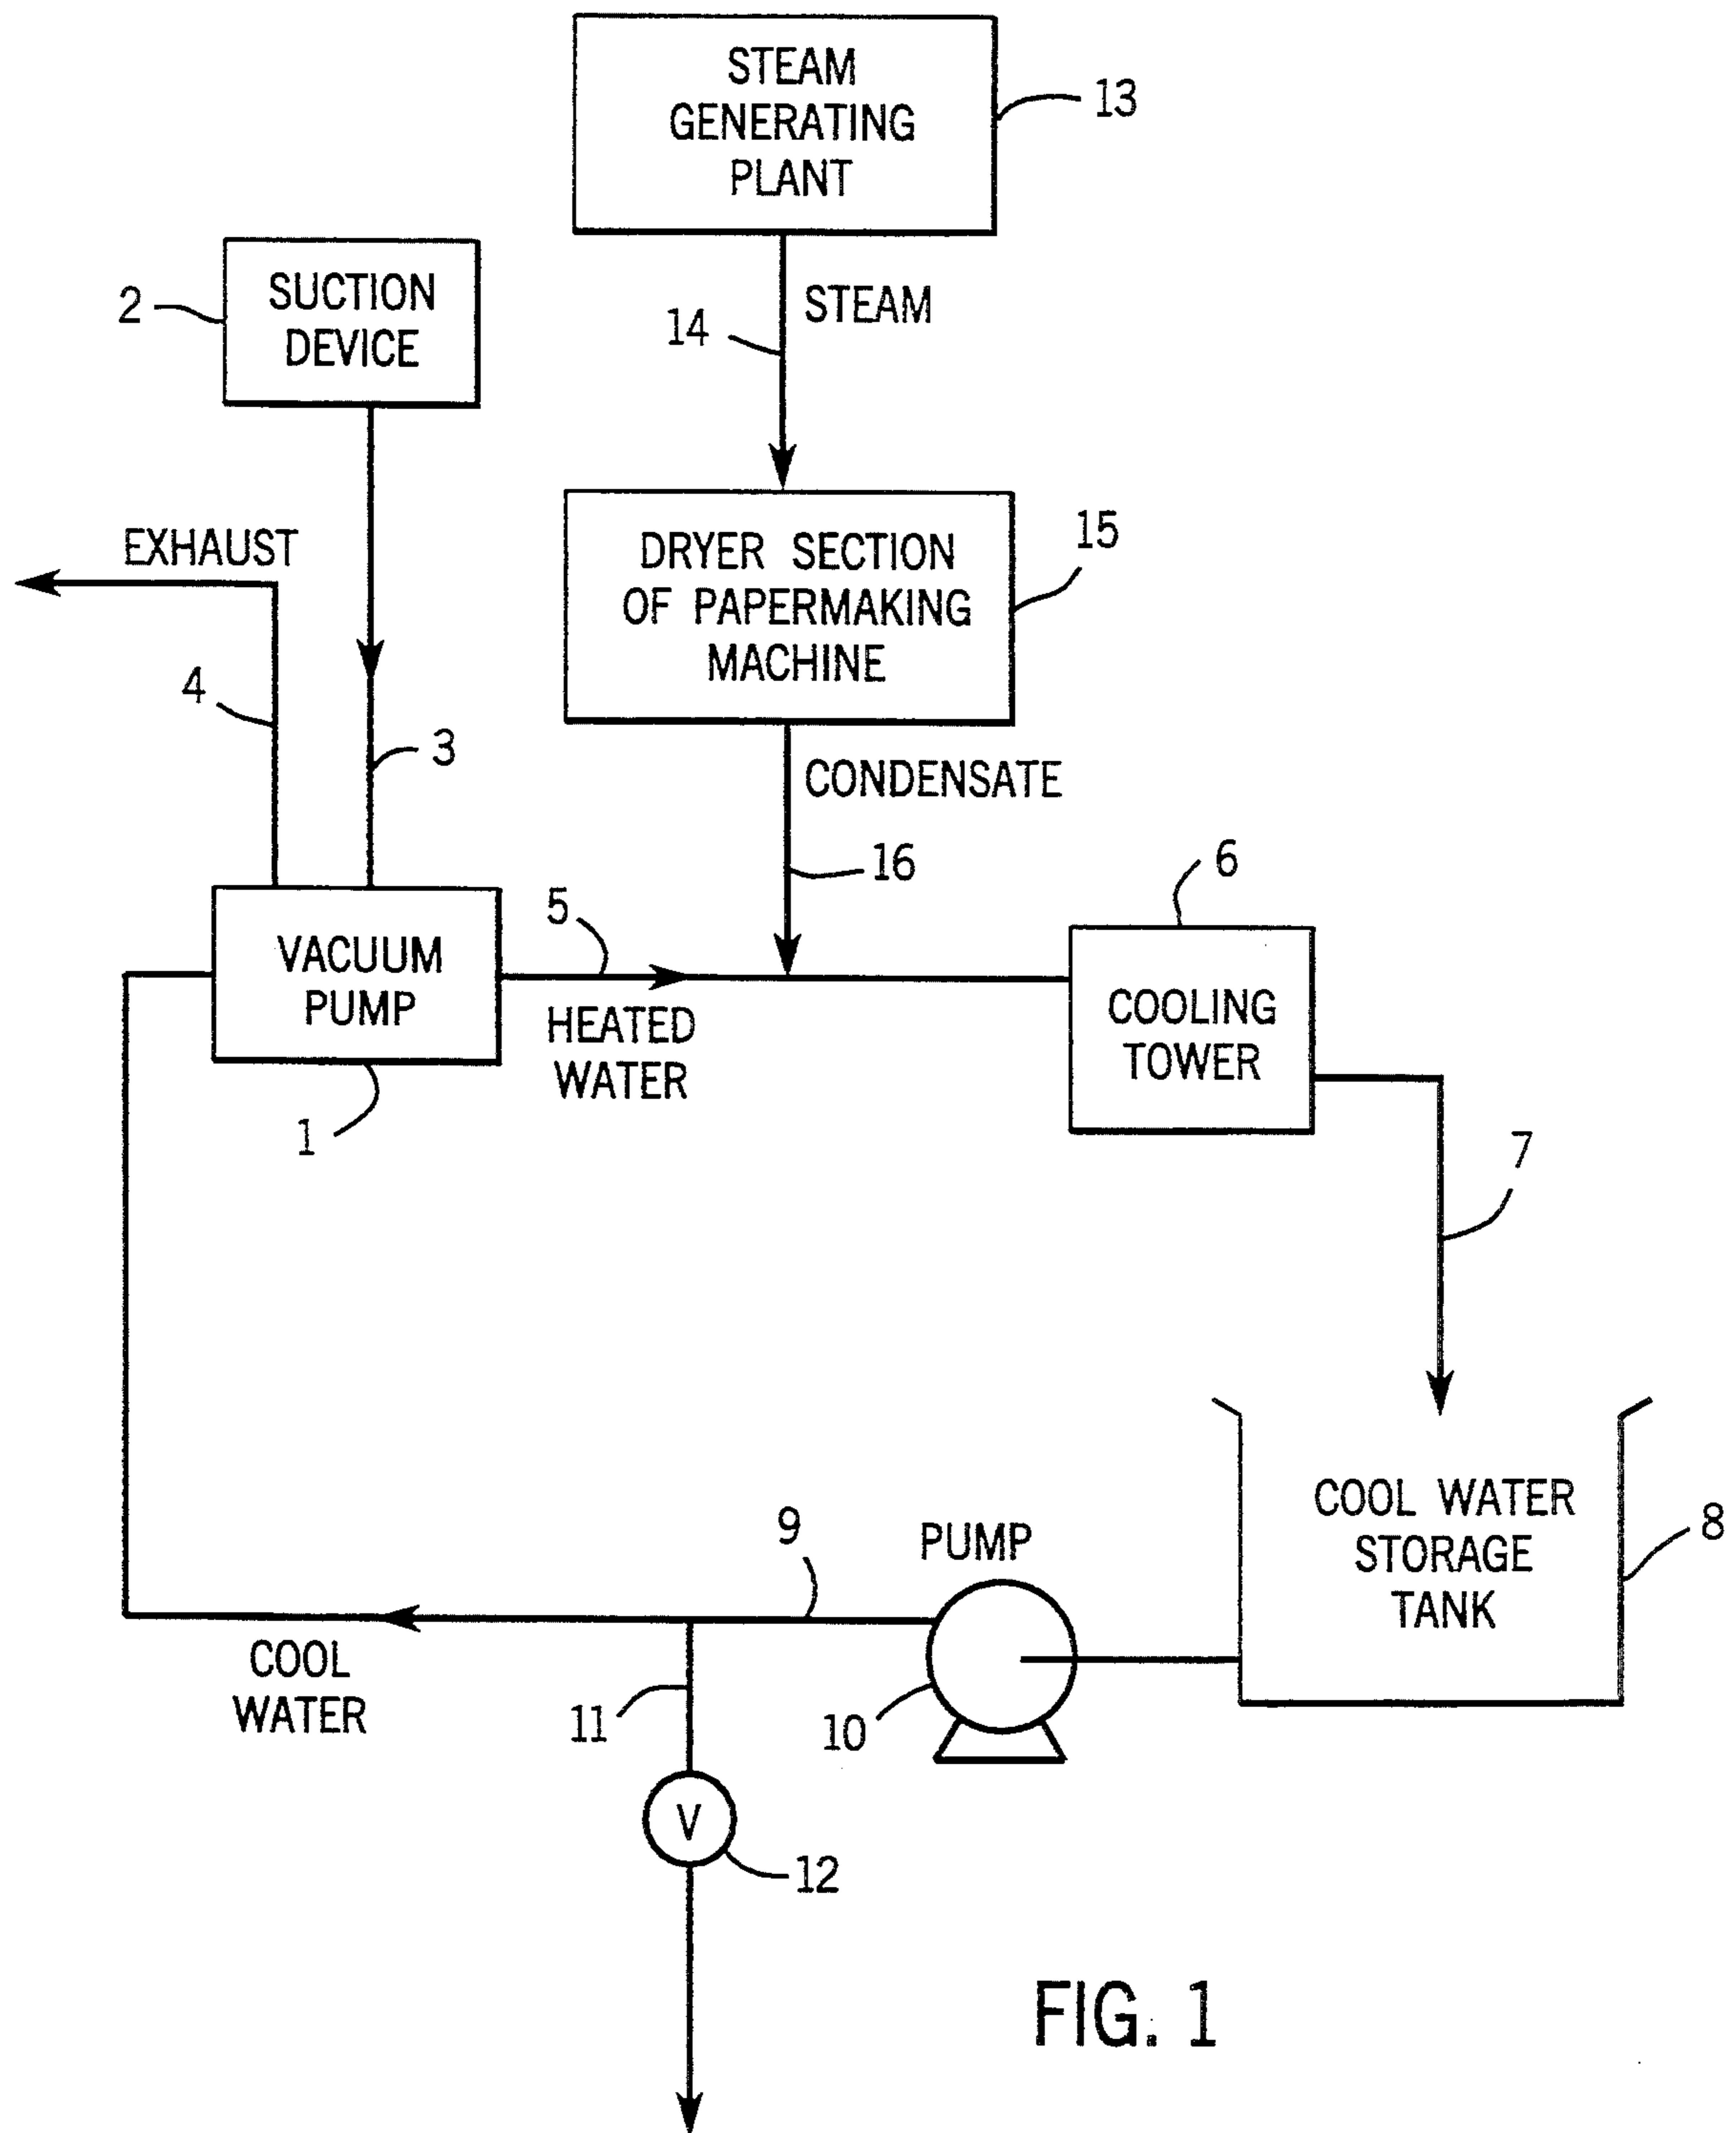 STEAM
GENERATING
PLANT
13
SUCTION
DEVICE
2
STEAM
14
EXHAUST
DRYER SECTION
OF PAPERMAKING
MACHINE
15
4
3
CONDENSATE
16
6
5
VACUUM
PUMP
HEATED
WATER
COOLING
TOWER
1
7
COOL WATER
STORAGE
TANK
8
9
PUMP
COOL
WATER
11
10
V
12
FIG. 1